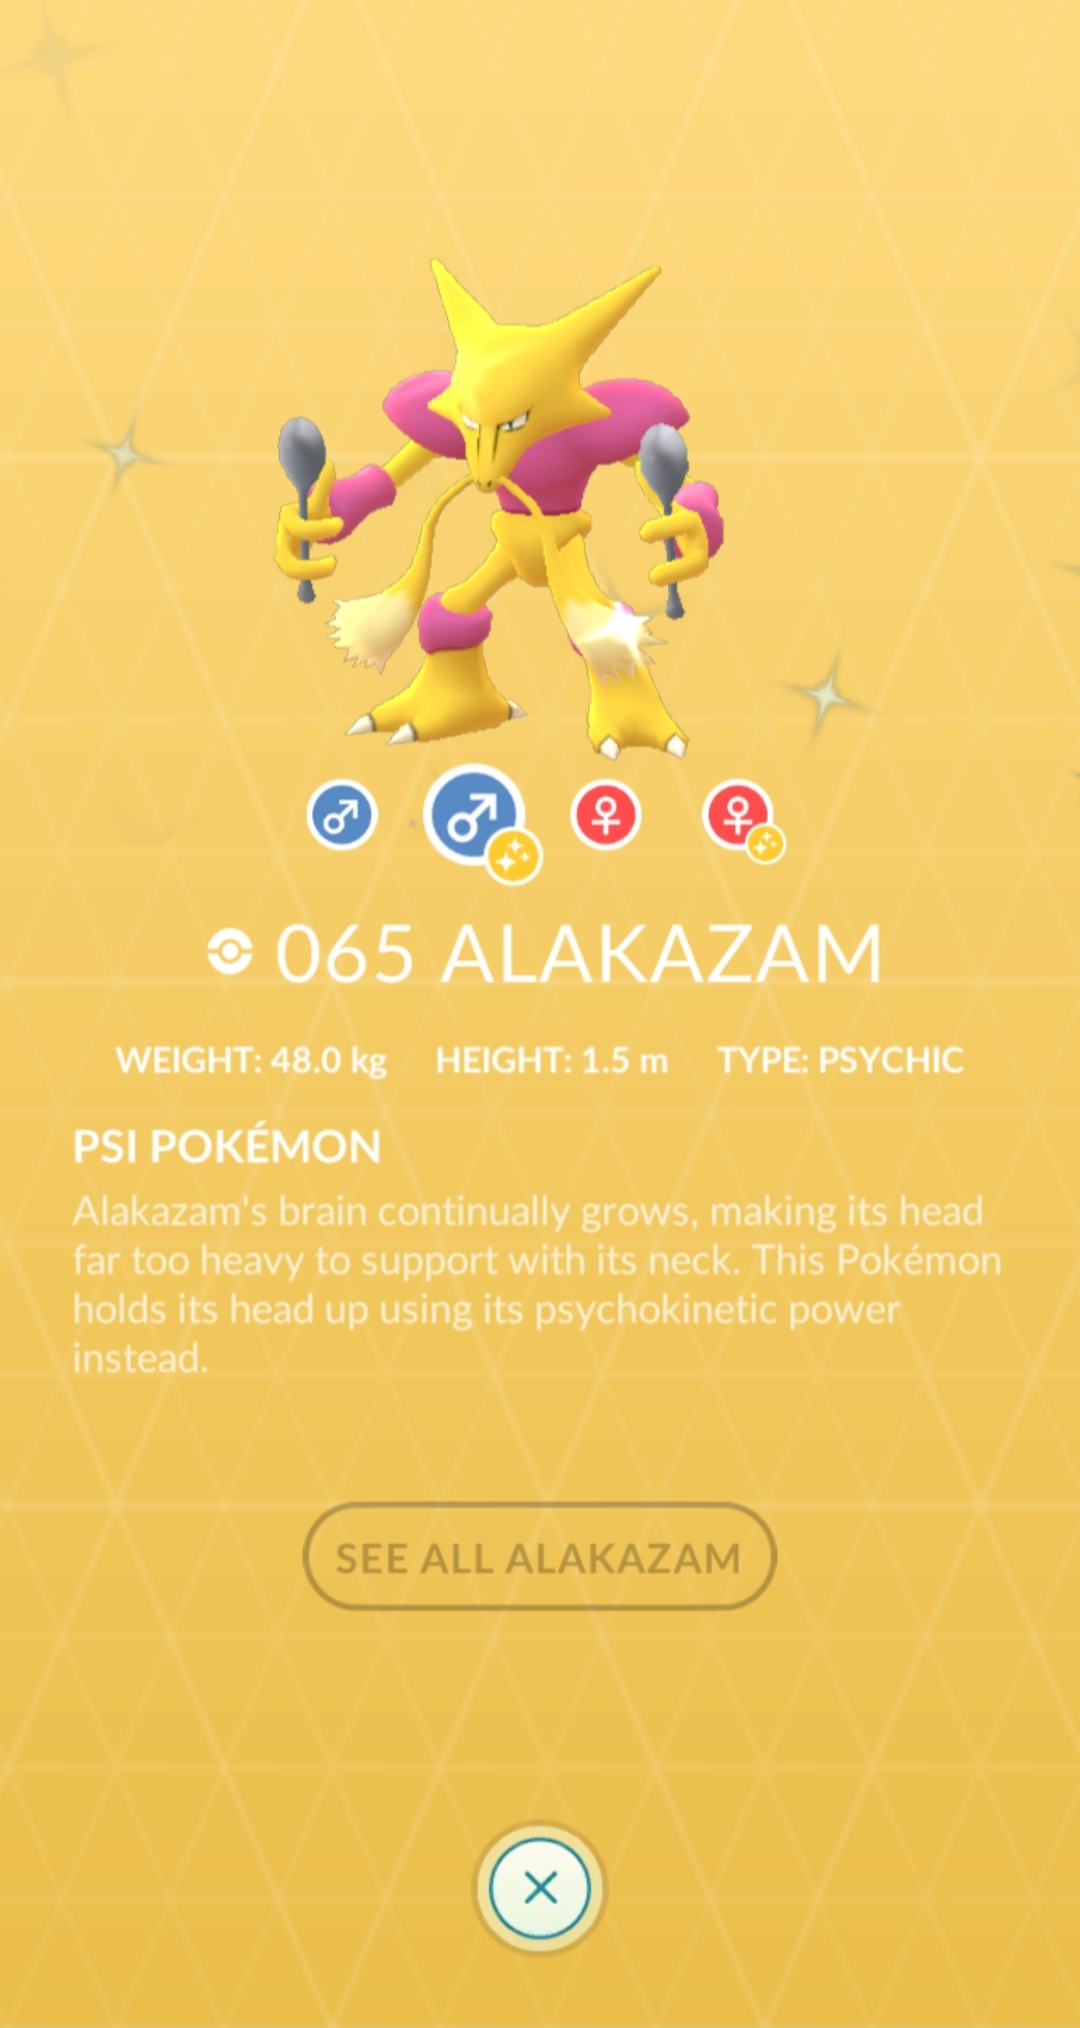 065 ALAKAZAM
WEIGHT: 48.0 kg HEIGHT: 1.5 m TYPE: PSYCHIC
PSI POKÉMON
Alakazam's brain continually grows, making its head
far too heavy to support with its neck. This Pokémon
holds its head up using its psychokinetic power
instead.
SEE ALL ALAKAZAM